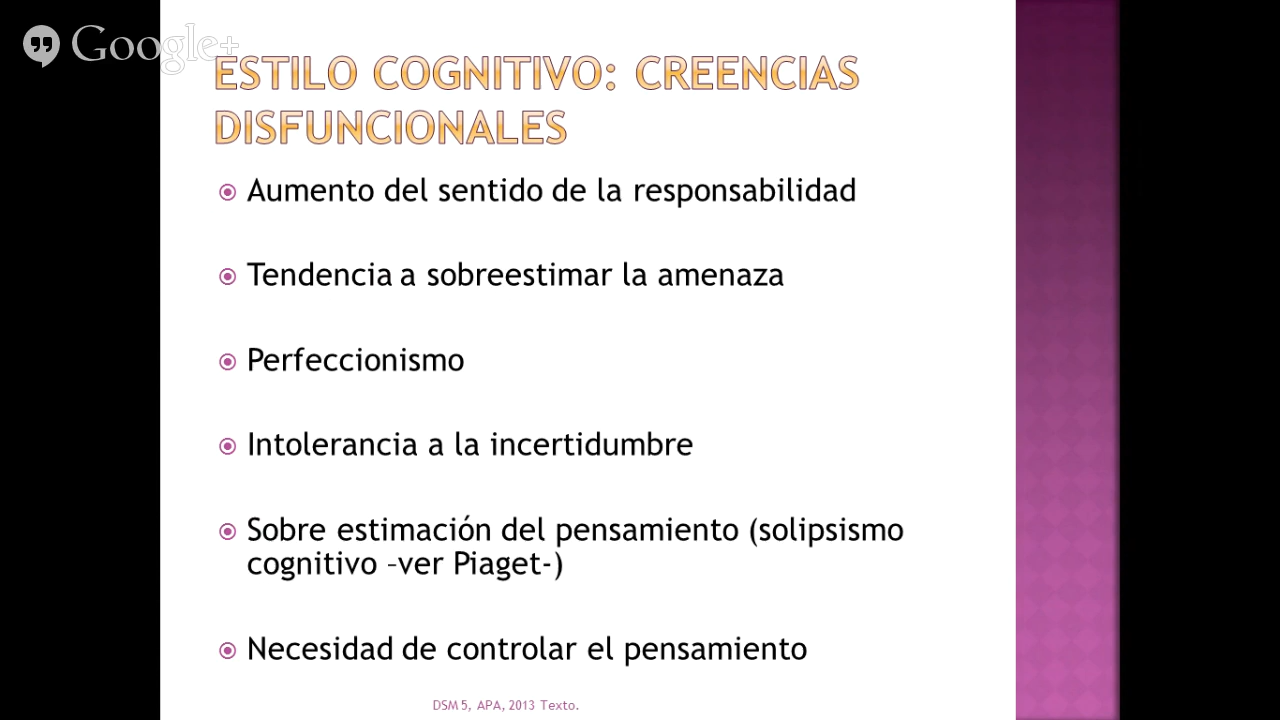 Google+
ESTILO COGNITIVO: CREENCIAS
DISFUNCIONALES
Aumento del sentido de la responsabilidad
Tendencia a sobreestimar la amenaza
Perfeccionismo
Intolerancia a la incertidumbre
Sobre estimación del pensamiento (solipsismo
cognitivo –ver Piaget-)
Necesidad de controlar el pensamiento
DSM 5, APA, 2013 Texto.